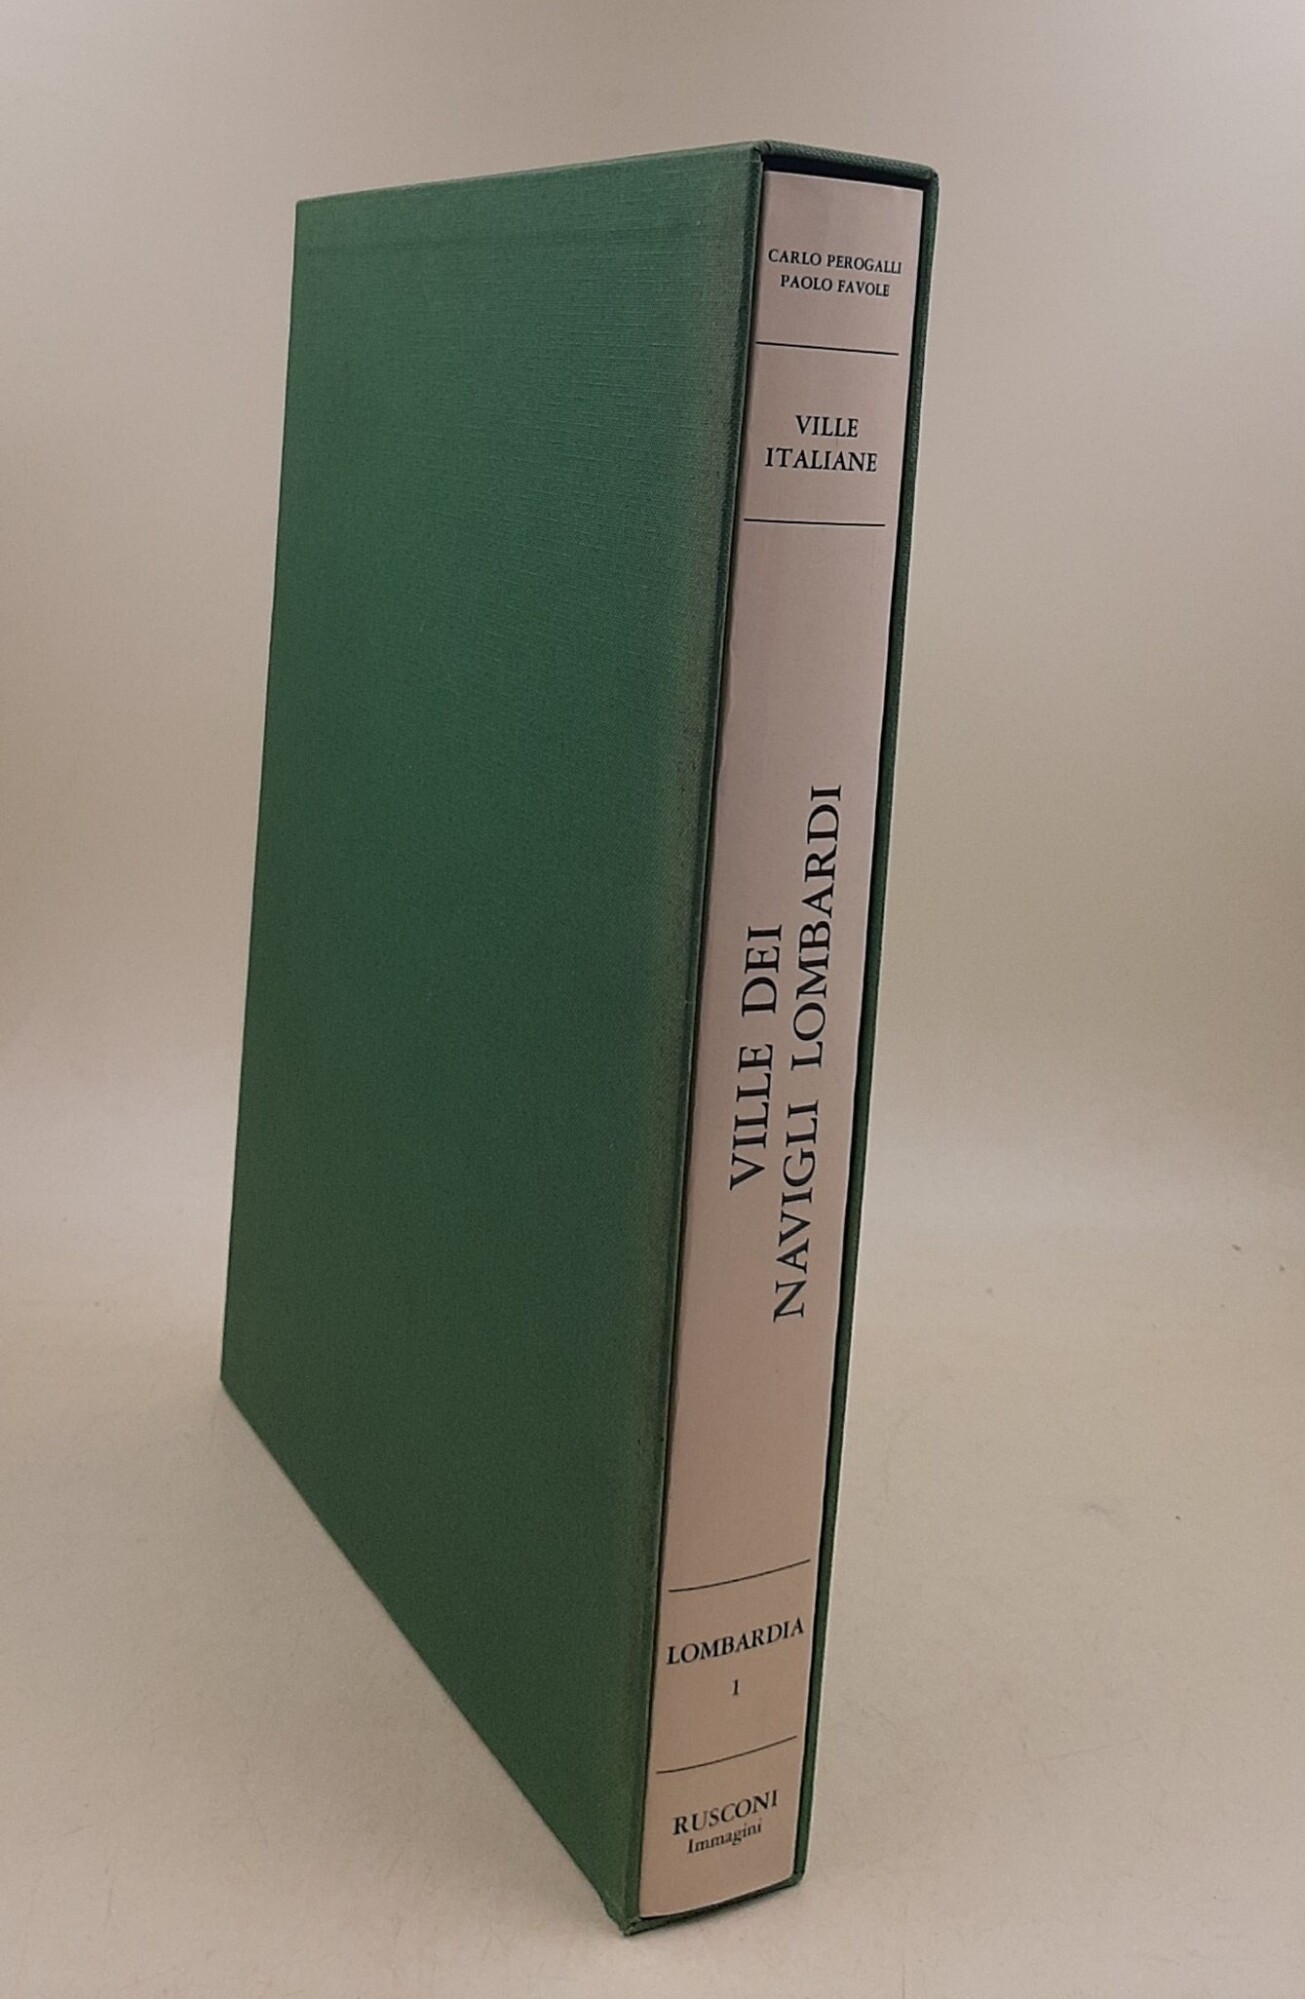 CARLO PEROGALLI
PAOLO FAVOLE
VILLE
ITALIANE
VILLE DEI
NAVIGLI LOMBARDI
LOMBARDIA
1
RUSCONI
Immagini